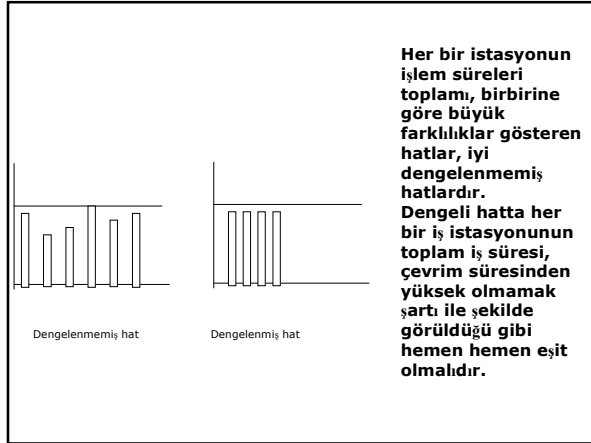 Her bir istasyonun
işlem süreleri
toplamı, birbirine
göre büyük
farklılıklar gösteren
hatlar, iyi
dengelenmemiş
hatlardır.
Dengeli hatta her
bir iş istasyonunun
toplam iş süresi,
çevrim süresinden
yüksek olmamak
şartı ile şekilde
görüldüğü gibi
hemen hemen eşit
olmalıdır.
Dengelenmemiş hat
Dengelenmiş hat